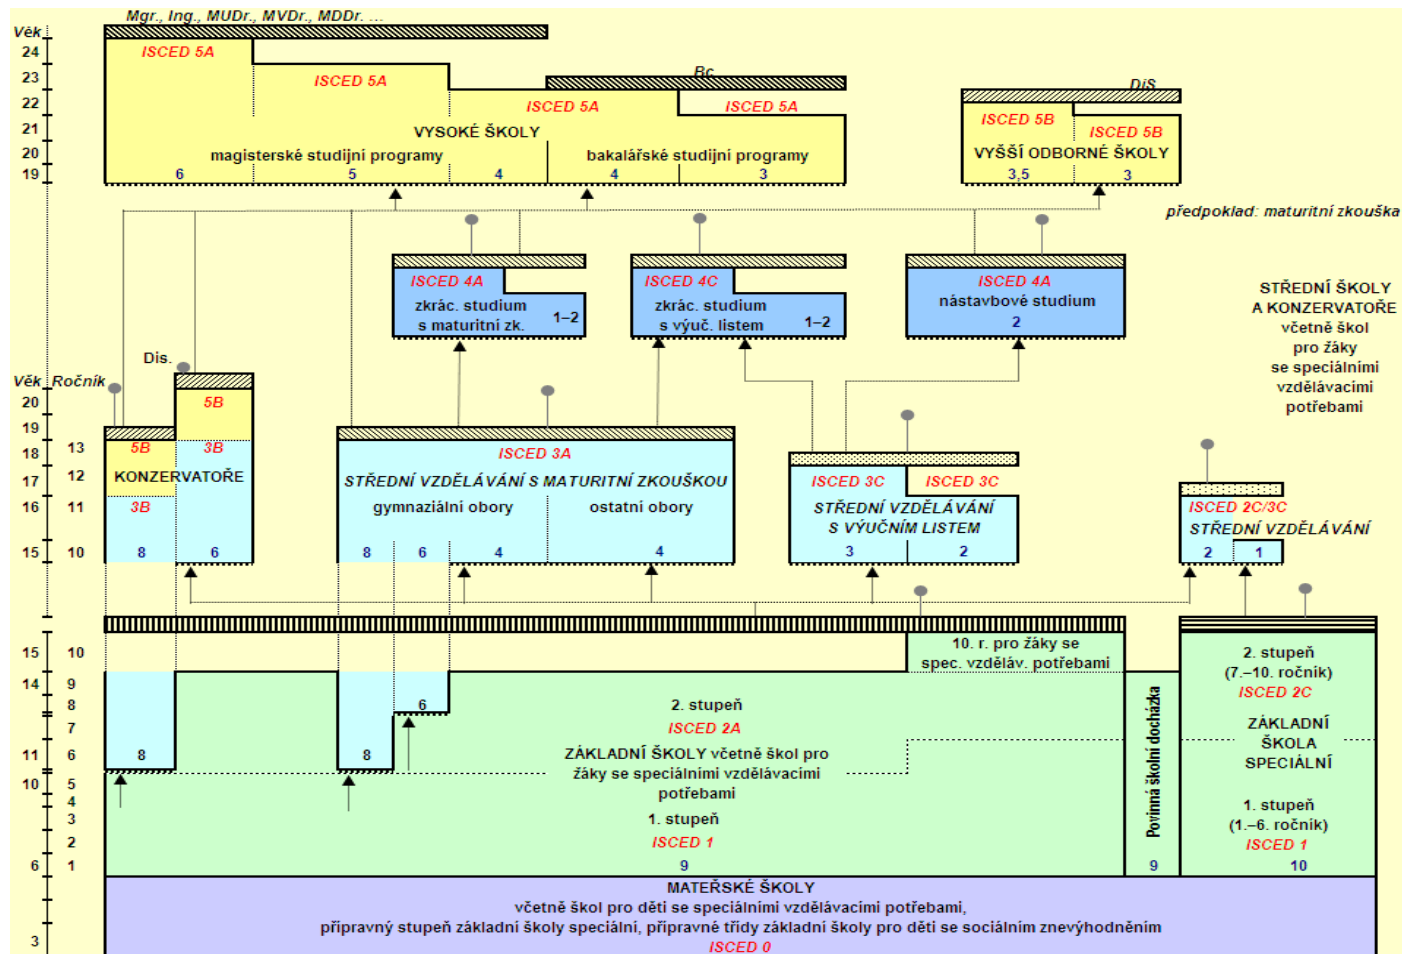 Mgr., Ing., MUDr., MVDr., MDDr. ...
Věk
24
ISCED 5A
23
ISCED 5A
Bc
DiS
22
ISCED 5A
ISCED 5A
ISCED 5B
21
VYSOKÉ ŠKOLY
ISCED 5B
20
magisterské studijní programy
bakalářské studijní programy
VYŠŠÍ ODBORNÉ ŠKOLY
19
6
5
4
4
3
3,5
3
předpoklad: maturitní zkouška
ISCED 4A
ISCED 4C
ISCED 4A
zkrác. studium
s maturitní zk.
1–2
zkrác. studium
s výuč. listem
1–2
nástavbové studium
2
STŘEDNÍ ŠKOLY
A KONZERVATOŘE
včetně škol
pro žáky
se speciálními
vzdělávacími
potřebami
Dis.
Věk Ročník
20
5B
19
18
13
5B
3B
ISCED 3A
17
12
KONZERVATOŘE
STŘEDNÍ VZDĚLÁVÁNÍ S MATURITNÍ ZKOUŠKOU
ISCED 3C
ISCED 3C
16
11
3B
gymnaziální obory
ostatní obory
STŘEDNÍ VZDĚLÁVÁNÍ
S VÝUČNÍM LISTEM
ISCED 2C/3C
STŘEDNÍ VZDĚLÁVÁNÍ
15
10
8
6
8
6
4
4
3
2
2
1
15
10
10. r. pro žáky se
spec. vzděláv. potřebami
2. stupeň
(7.–10. ročník)
ISCED 2C
14
9
8
6
2. stupeň
7
ISCED 2A
ZÁKLADNÍ
ŠKOLA
SPECIÁLNÍ
11
6
8
8
ZÁKLADNÍ ŠKOLY včetně škol pro
žáky se speciálními vzdělávacími
potřebami
10
5
4
3
1. stupeň
Povinná školní docházka
1. stupeň
(1.–6. ročník)
2
ISCED 1
ISCED 1
6
1
9
9
10
MATEŘSKÉ ŠKOLY
včetně škol pro děti se speciálními vzdělávacími potřebami,
přípravný stupeň základní školy speciální, přípravné třídy základní školy pro děti se sociálním znevýhodněním
3
ISCED 0